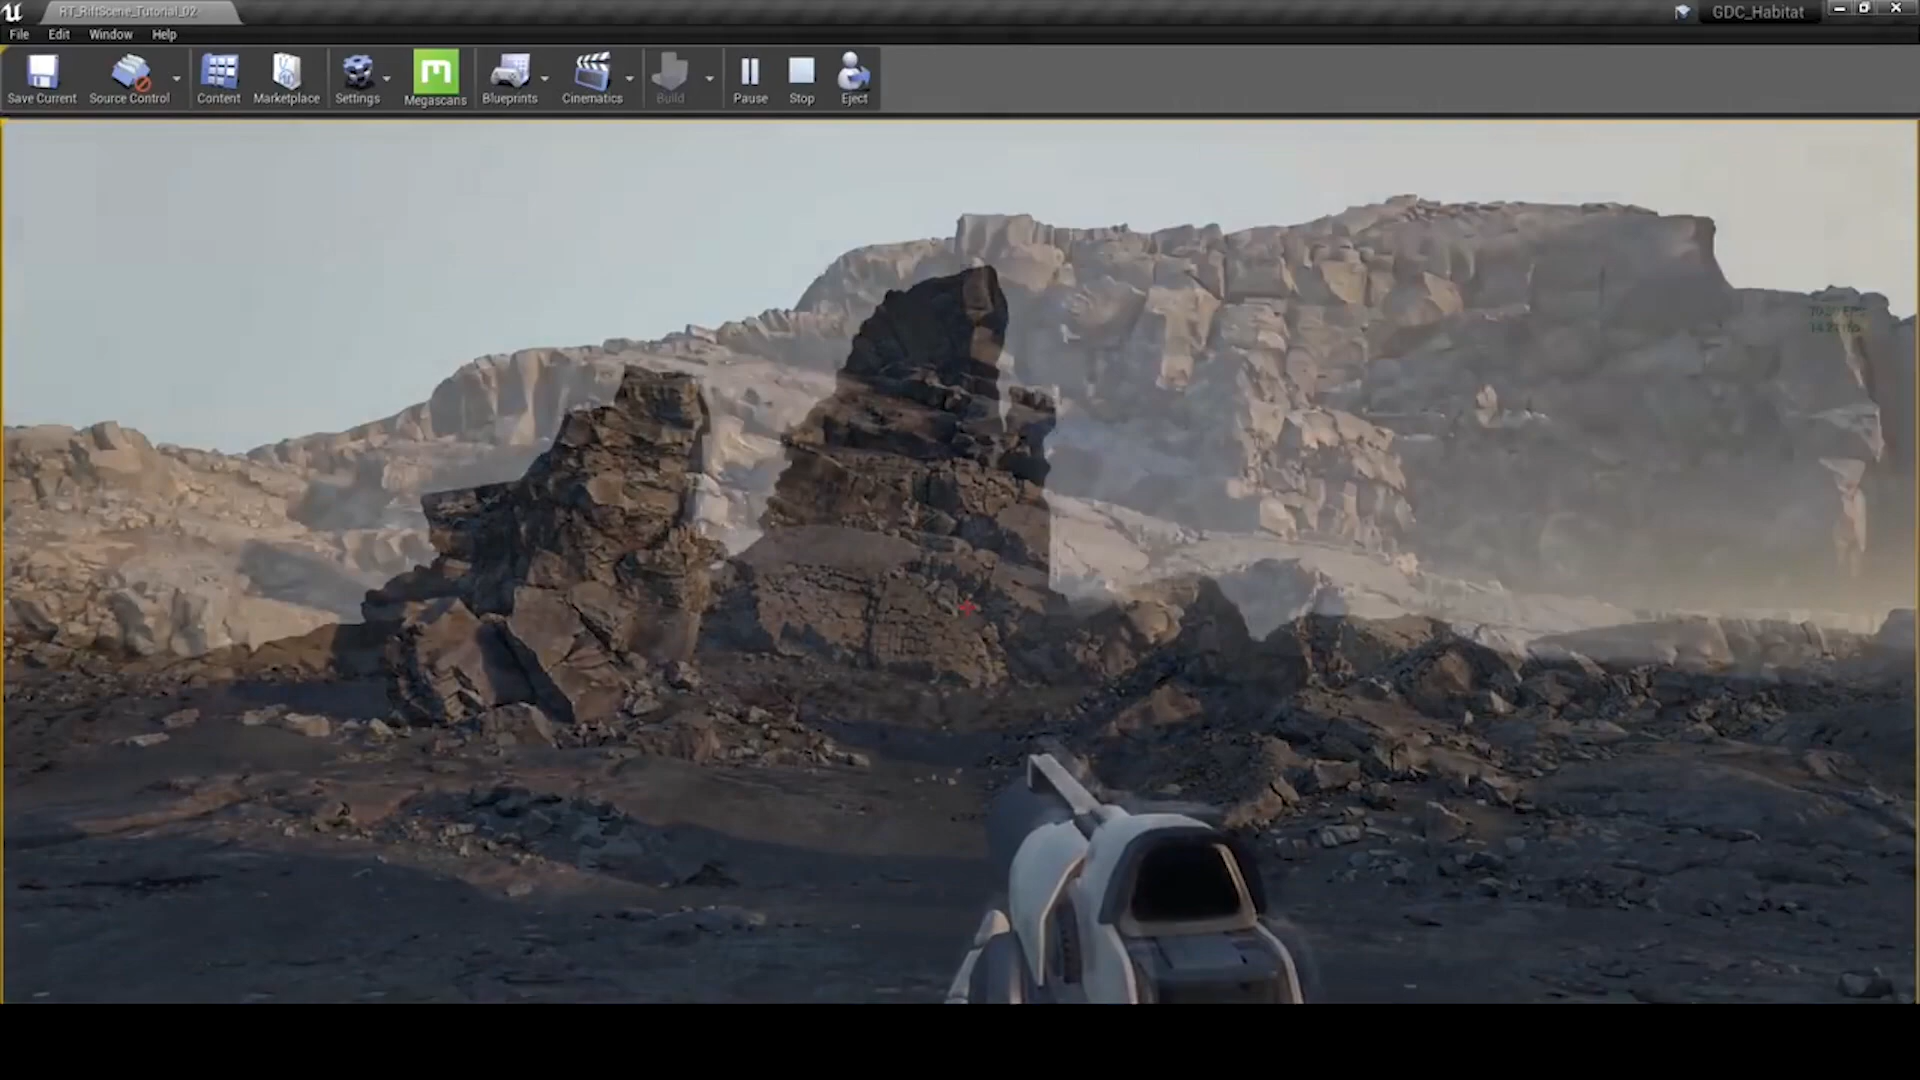 RT_RiftScene_Tutorial_02
GDC_Habitat
File Edit Window Help
Save Current Source Control Content Marketplace Settings Megascans Blueprints Cinematics Build Pause Stop Eject